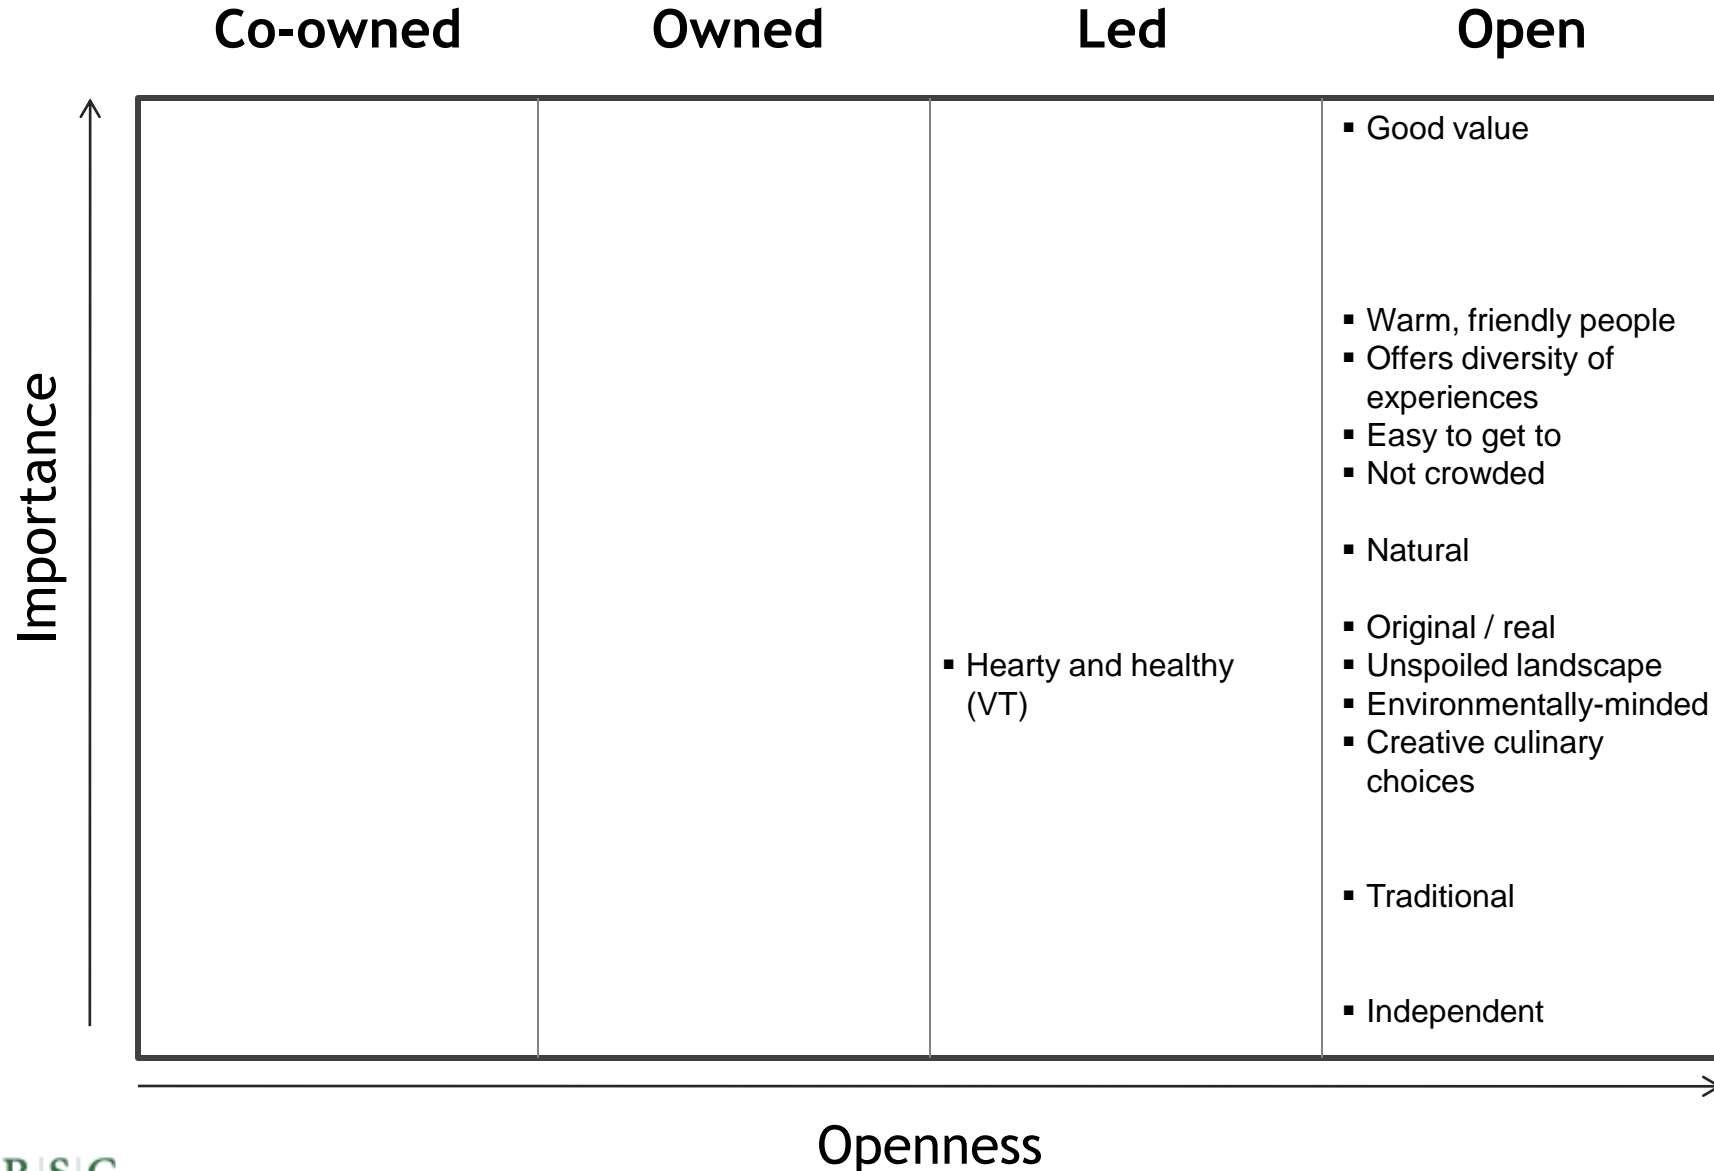 Co-owned Owned Led Open
Importance
▪ Good value
▪ Warm, friendly people
▪ Offers diversity of
experiences
▪ Easy to get to
▪ Not crowded
▪ Natural
▪ Original / real
▪ Hearty and healthy
(VT)
▪ Unspoiled landscape
▪ Environmentally-minded
▪ Creative culinary
choices
▪ Traditional
▪ Independent
Openness
R|S|G